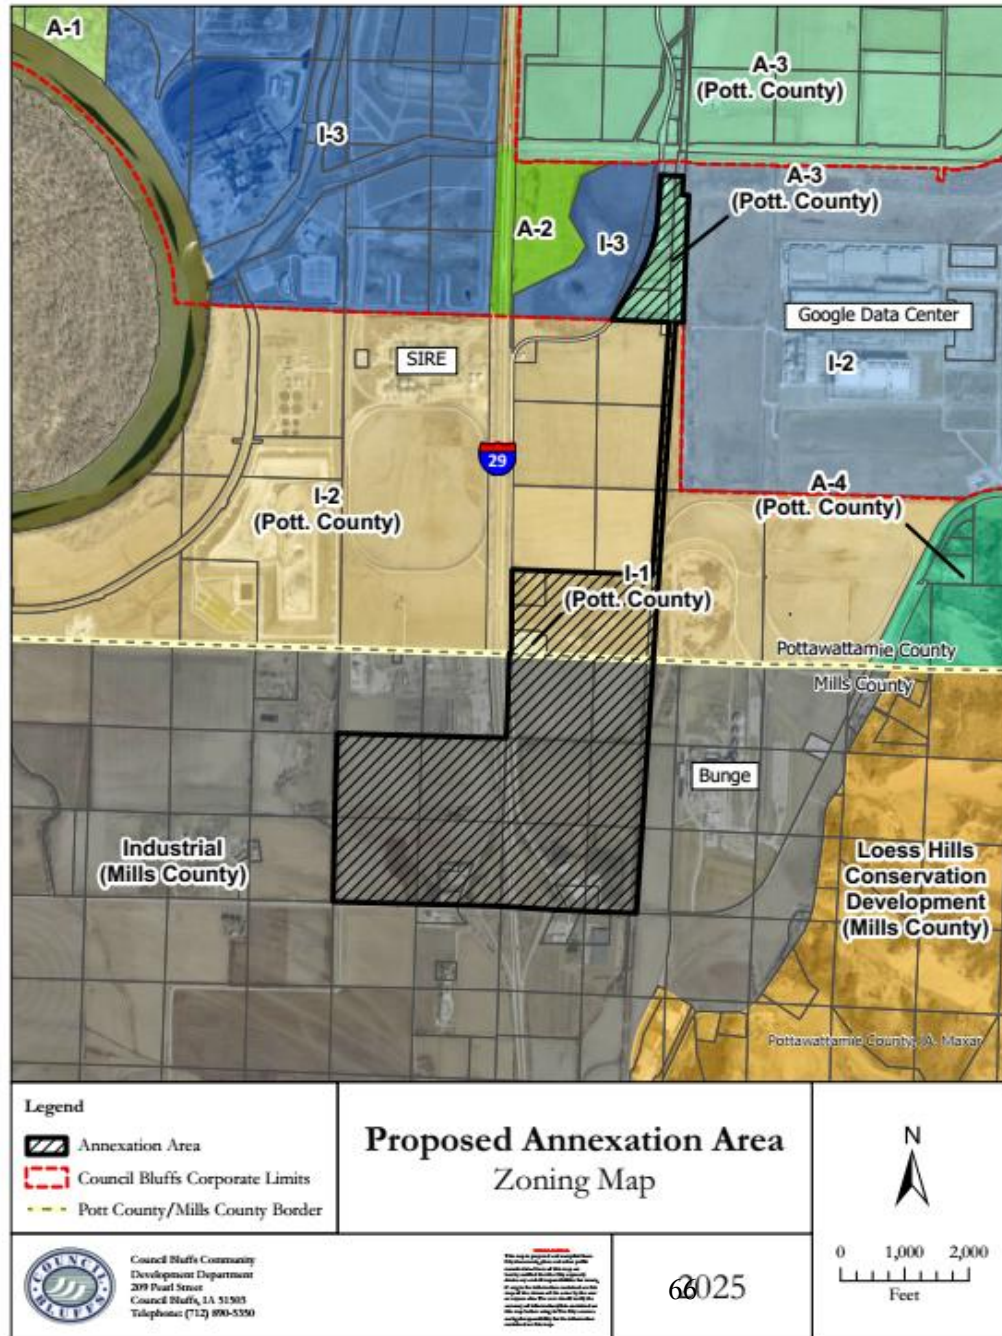 A-1
A-3
(Pott. County)
I-3
A-3
(Pott. County)
A-2
I-3
Google Data Center
SIRE
I-2
29
A-4
(Pott. County)
I-2
(Pott. County)
I-1
(Pott. County)
Pottawattamie County
Mills County
Bunge
Industrial
(Mills County)
Loess Hills
Conservation
Development
(Mills County)
Pottawattamie County, IA, Maxar
Legend
Annexation Area
Council Bluffs Corporate Limits
Pott County/Mills County Border
Proposed Annexation Area
Zoning Map
N
0 1,000 2,000
Feet
COUNCIL
BLUFFS
Council Bluffs Community
Development Department
209 Pearl Street
Council Bluffs, IA 51503
Telephone: (712) 890-5350
2025